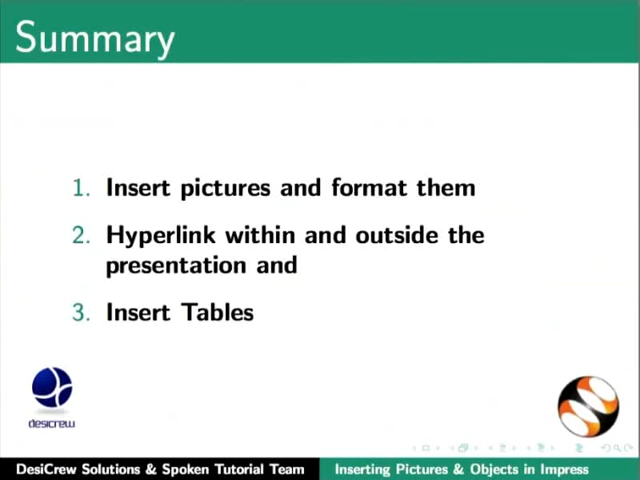 Summary
1. Insert pictures and format them
2. Hyperlink within and outside the
presentation and
3. Insert Tables
desicrew
DesiCrew Solutions & Spoken Tutorial Team
Inserting Pictures & Objects in Impress